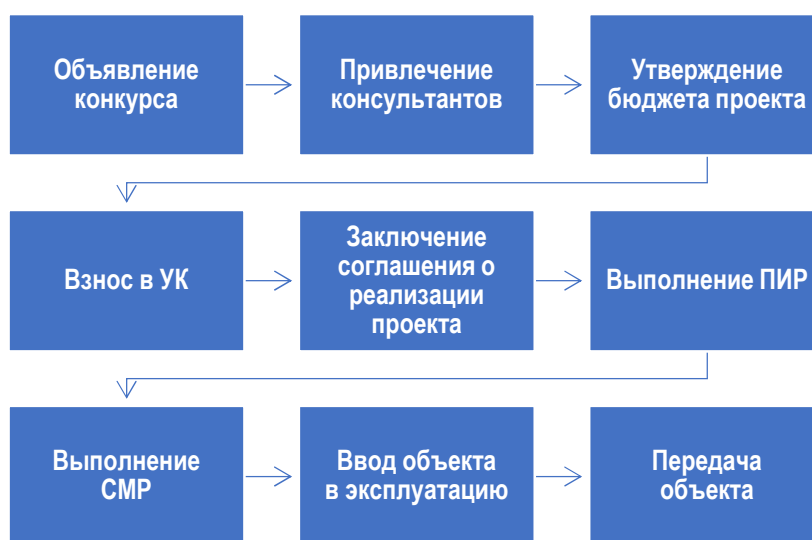 Объявление
конкурса
Привлечение
консультантов
Утверждение
бюджета проекта
Взнос в УК
Заключение
соглашения о
реализации
проекта
Выполнение ПИР
Выполнение
СМР
Ввод объекта
в эксплуатацию
Передача
объекта